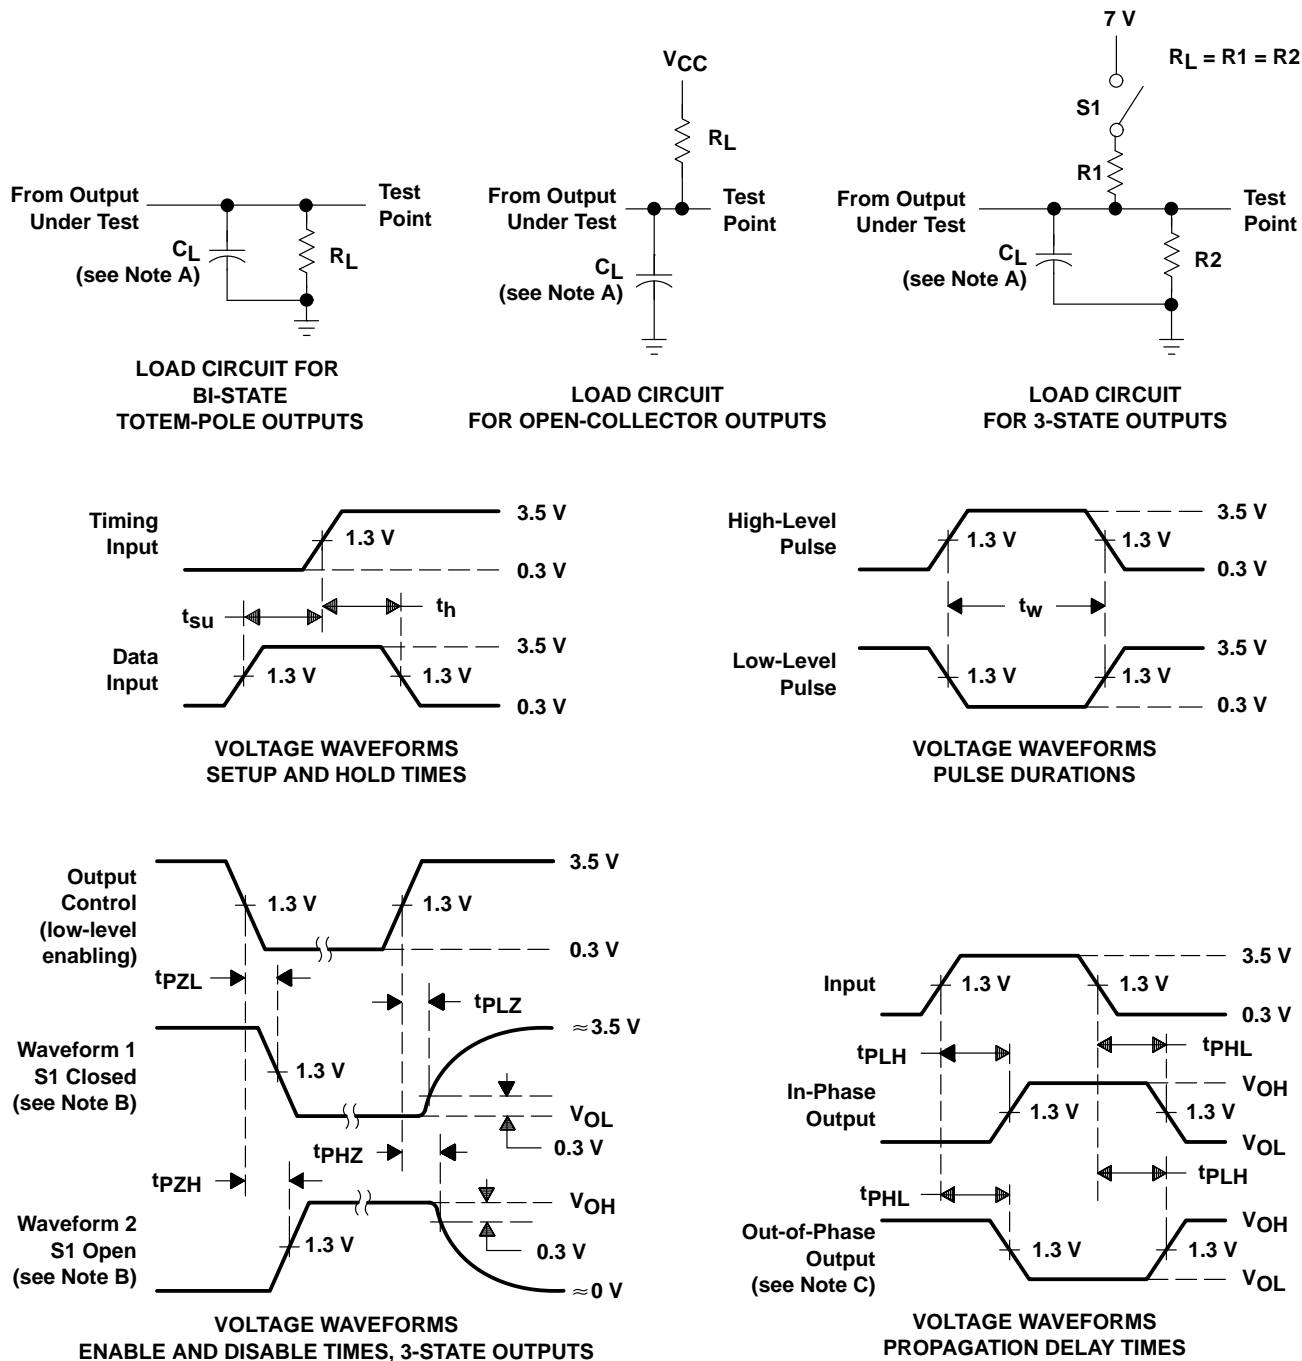 From Output
Under Test
CL
(see Note A)
RL
Test
Point
LOAD CIRCUIT FOR
BI-STATE
TOTEM-POLE OUTPUTS
VCC
RL
From Output
Under Test
Test
Point
CL
(see Note A)
LOAD CIRCUIT
FOR OPEN-COLLECTOR OUTPUTS
7 V
RL = R1 = R2
S1
R1
From Output
Under Test
Test
Point
CL
(see Note A)
R2
LOAD CIRCUIT
FOR 3-STATE OUTPUTS
Timing
Input
1.3 V
3.5 V
0.3 V
tsu
th
Data
Input
1.3 V
1.3 V
3.5 V
0.3 V
VOLTAGE WAVEFORMS
SETUP AND HOLD TIMES
High-Level
Pulse
1.3 V
1.3 V
3.5 V
0.3 V
tw
Low-Level
Pulse
1.3 V
1.3 V
3.5 V
0.3 V
VOLTAGE WAVEFORMS
PULSE DURATIONS
Output
Control
(low-level
enabling)
1.3 V
1.3 V
3.5 V
0.3 V
tPZL
tPLZ
Waveform 1
S1 Closed
(see Note B)
1.3 V
≈3.5 V
VOL
0.3 V
tPHZ
tPZH
Waveform 2
S1 Open
(see Note B)
1.3 V
VOH
0.3 V
≈0 V
VOLTAGE WAVEFORMS
ENABLE AND DISABLE TIMES, 3-STATE OUTPUTS
Input
1.3 V
1.3 V
3.5 V
0.3 V
tPLH
tPHL
In-Phase
Output
1.3 V
1.3 V
VOH
VOL
tPHL
tPLH
Out-of-Phase
Output
(see Note C)
1.3 V
1.3 V
VOH
VOL
VOLTAGE WAVEFORMS
PROPAGATION DELAY TIMES